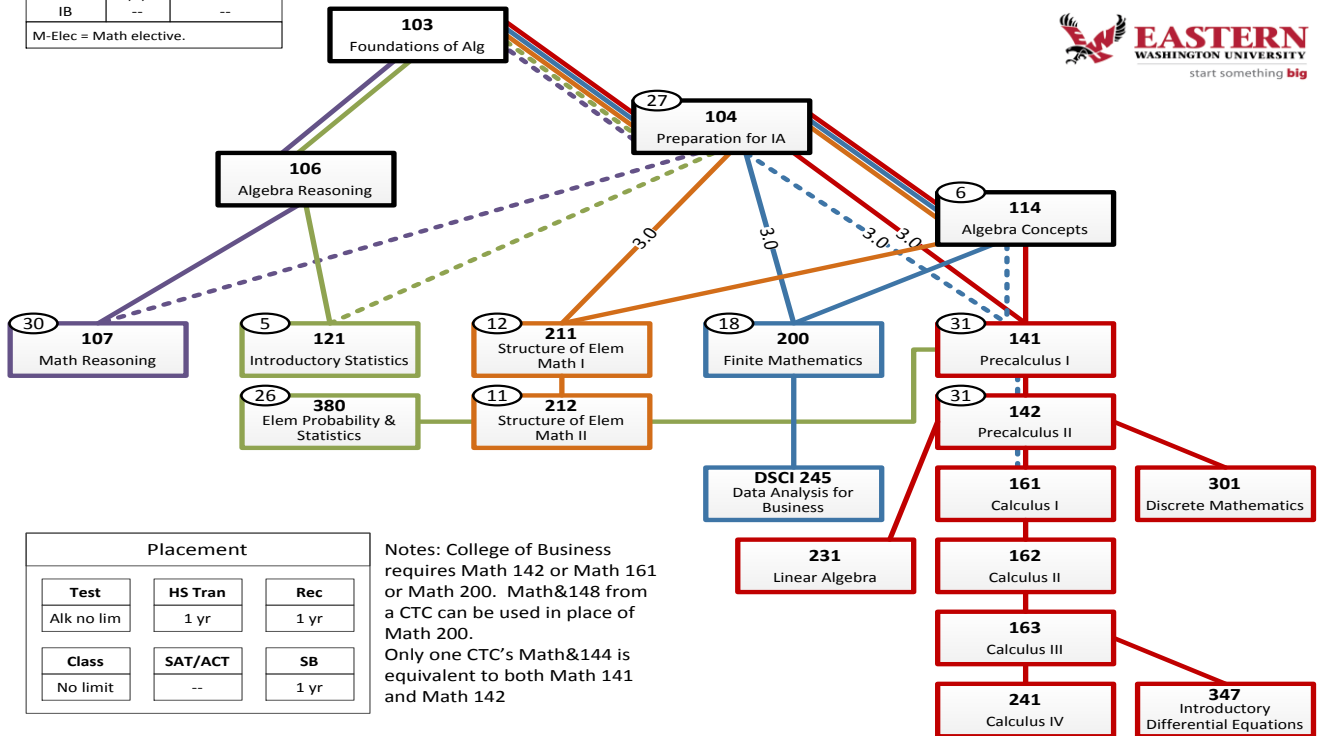 IB -- --
M-Elec = Math elective.
103
Foundations of Alg
EASTERN
WASHINGTON UNIVERSITY
start something big
27
104
Preparation for IA
106
Algebra Reasoning
6
114
Algebra Concepts
3.0
3.0
3.0
3.0
30
107
Math Reasoning
5
121
Introductory Statistics
12
211
Structure of Elem
Math I
18
200
Finite Mathematics
31
141
Precalculus I
26
380
Elem Probability &
Statistics
11
212
Structure of Elem
Math II
31
142
Precalculus II
DSCI 245
Data Analysis for
Business
161
Calculus I
301
Discrete Mathematics
231
Linear Algebra
162
Calculus II
163
Calculus III
241
Calculus IV
347
Introductory
Differential Equations
Placement
Test HS Tran Rec
Alk no lim 1 yr 1 yr
Class SAT/ACT SB
No limit -- 1 yr
Notes: College of Business
requires Math 142 or Math 161
or Math 200. Math&148 from
a CTC can be used in place of
Math 200.
Only one CTC’s Math&144 is
equivalent to both Math 141
and Math 142